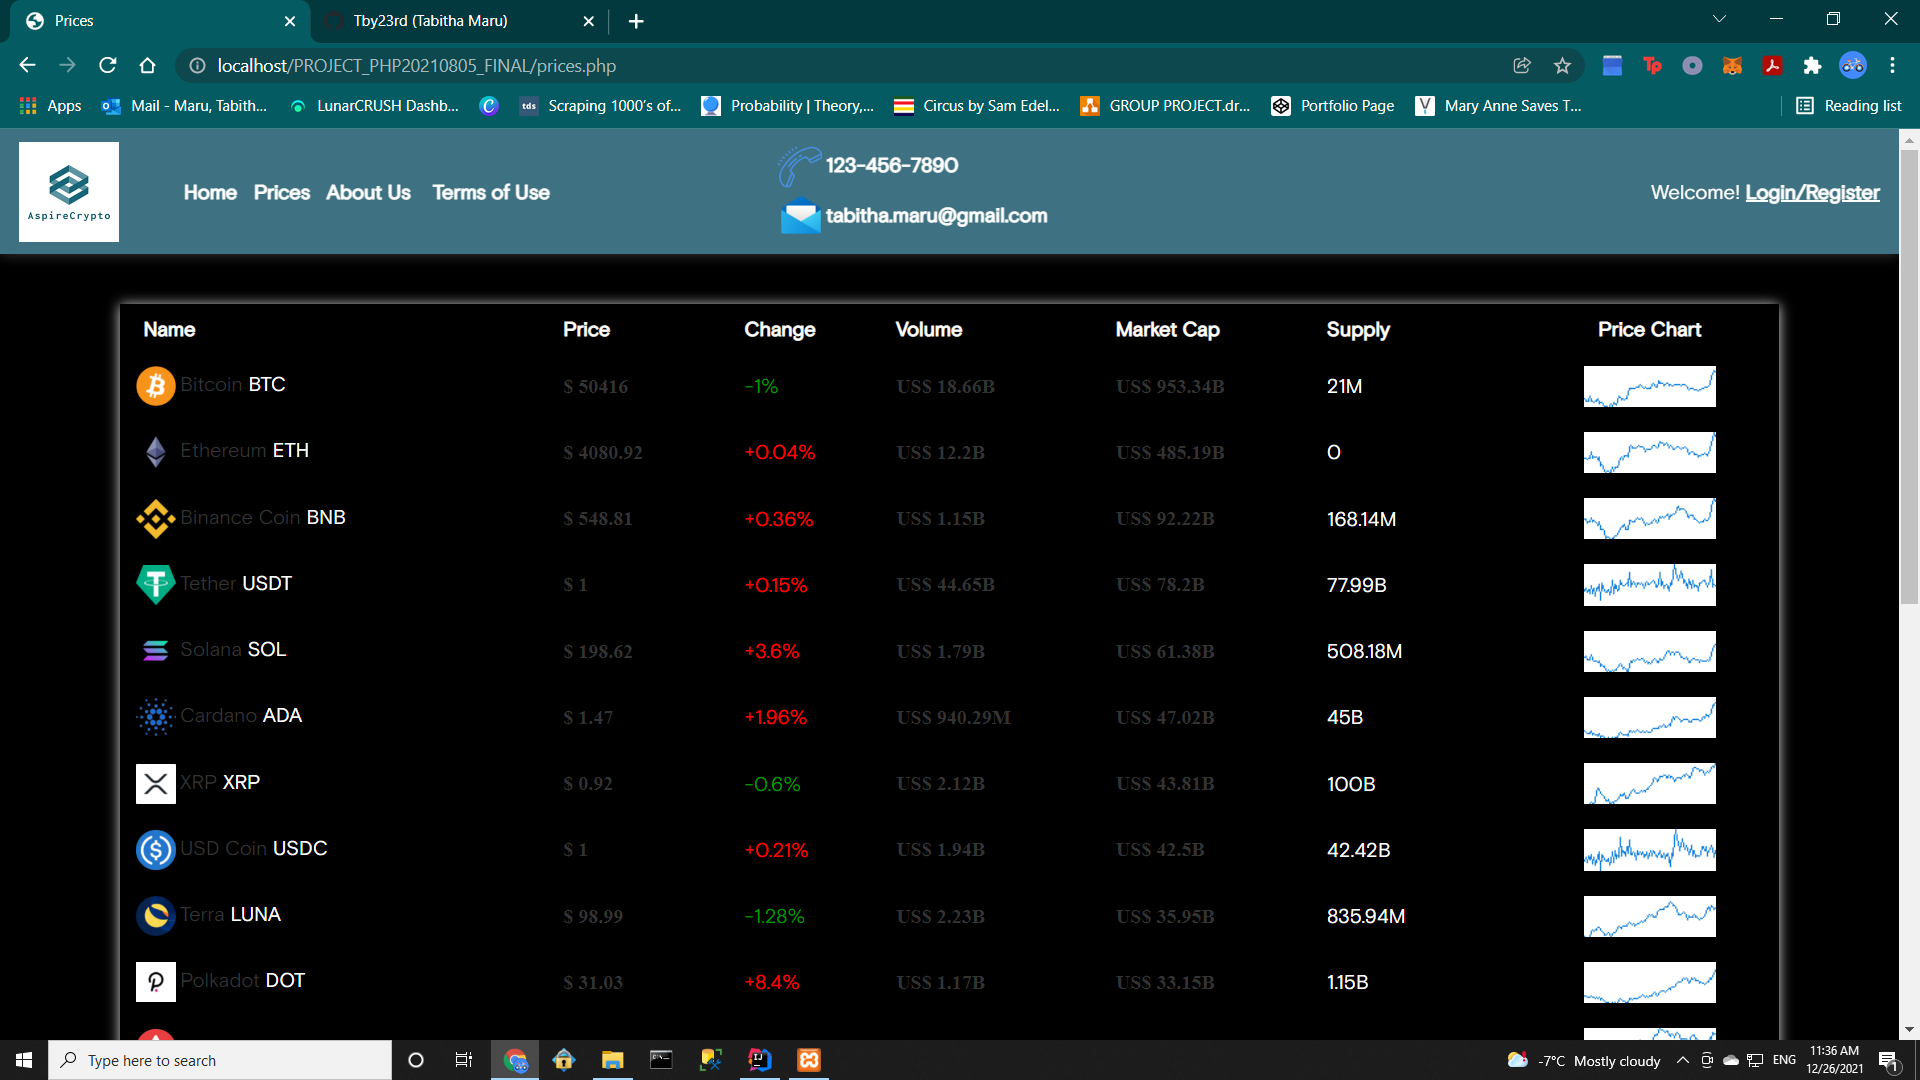 Prices
Tby23rd (Tabitha Maru)
localhost/PROJECT_PHP20210805_FINAL/prices.php
Apps
Mail - Maru, Tabith...
LunarCRUSH Dashb...
tds Scraping 1000's of...
Probability | Theory,...
Circus by Sam Edel...
GROUP PROJECT.dr...
Portfolio Page
Mary Anne Saves T...
Reading list
AspireCrypto
Home Prices About Us Terms of Use
123-456-7890
tabitha.maru@gmail.com
Welcome! Login/Register
Name Price Change Volume Market Cap Supply Price Chart
Bitcoin BTC $ 50416 -1% US$ 18.66B US$ 953.34B 21M
Ethereum ETH $ 4080.92 +0.04% US$ 12.2B US$ 485.19B 0
Binance Coin BNB $ 548.81 +0.36% US$ 1.15B US$ 92.22B 168.14M
Tether USDT $ 1 +0.15% US$ 44.65B US$ 78.2B 77.99B
Solana SOL $ 198.62 +3.6% US$ 1.79B US$ 61.38B 508.18M
Cardano ADA $ 1.47 +1.96% US$ 940.29M US$ 47.02B 45B
XRP XRP $ 0.92 -0.6% US$ 2.12B US$ 43.81B 100B
USD Coin USDC $ 1 +0.21% US$ 1.94B US$ 42.5B 42.42B
Terra LUNA $ 98.99 -1.28% US$ 2.23B US$ 35.95B 835.94M
Polkadot DOT $ 31.03 +8.4% US$ 1.17B US$ 33.15B 1.15B
Type here to search
-7°C Mostly cloudy
ENG
11:36 AM
12/26/2021
1